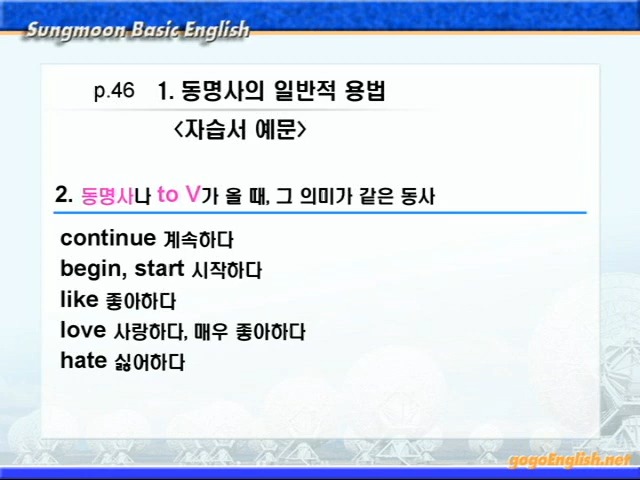 Sungmoon Basic English
p.46 1. 동명사의 일반적 용법
<자습서 예문>
2. 동명사나 to V가 올 때, 그 의미가 같은 동사
continue 계속하다
begin, start 시작하다
like 좋아하다
love 사랑하다, 매우 좋아하다
hate 싫어하다
gogoEnglish.net